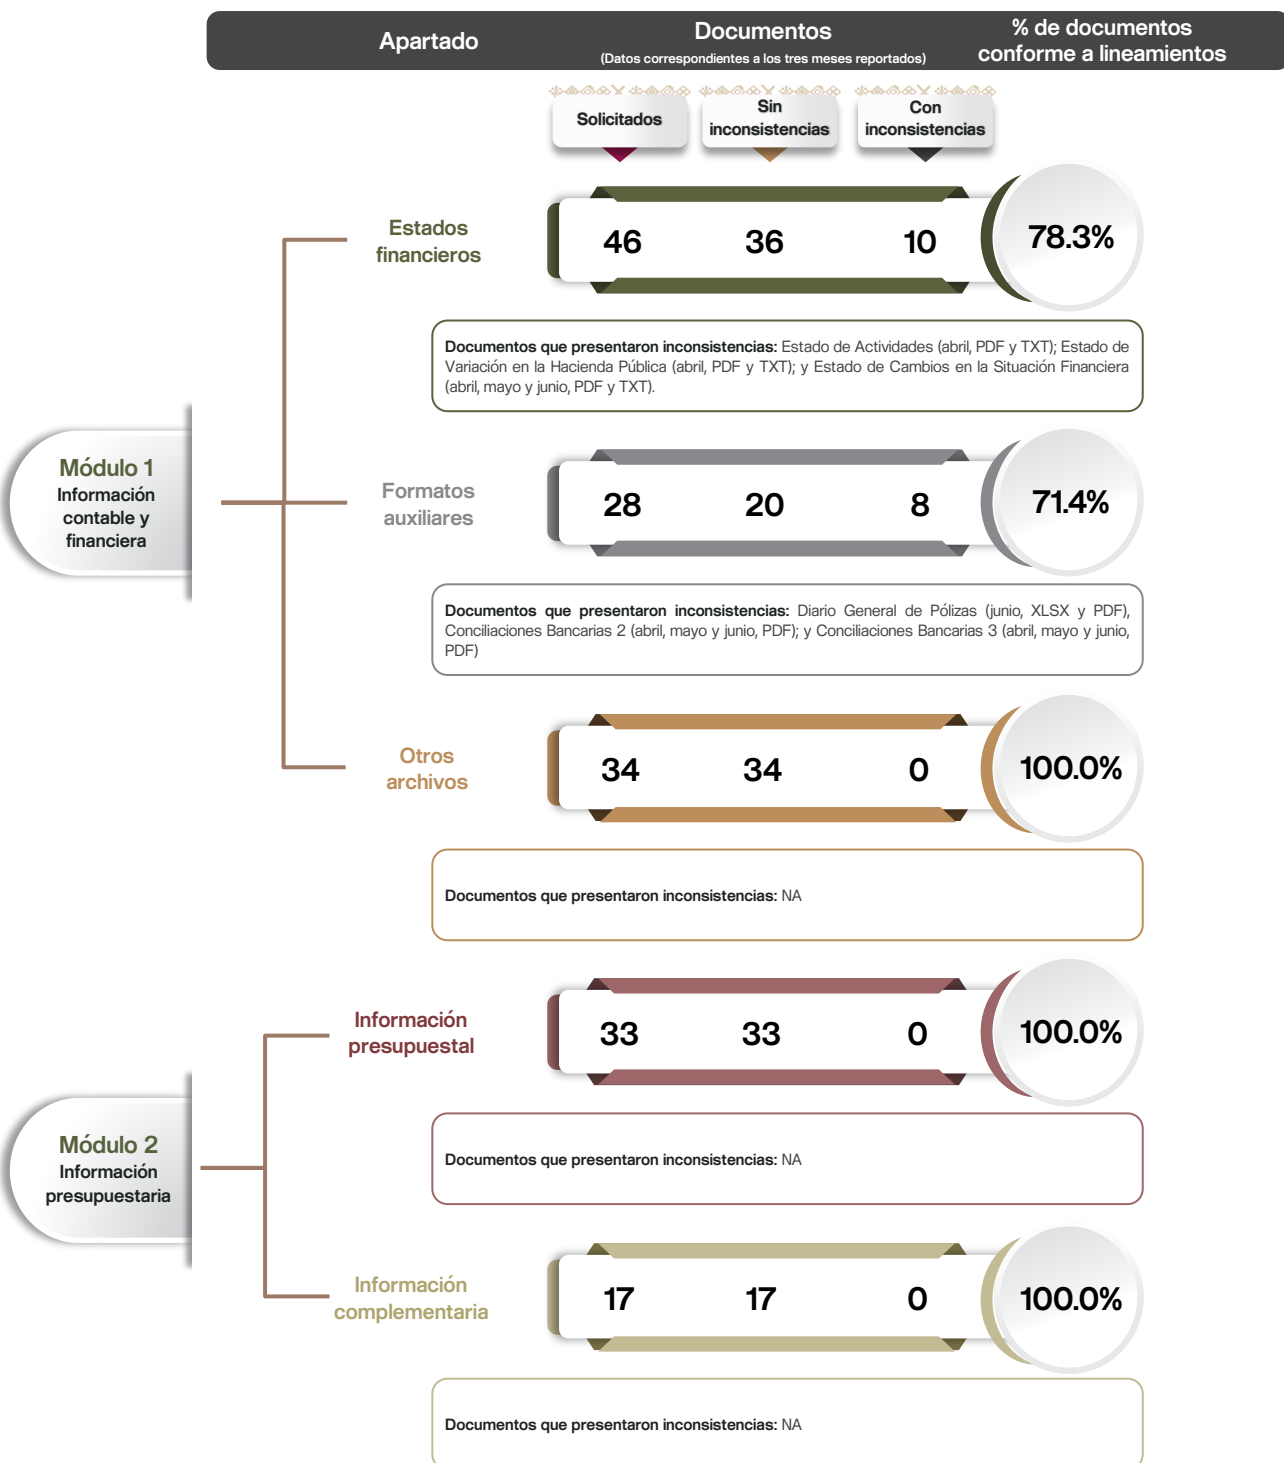 Apartado
Documentos
(Datos correspondientes a los tres meses reportados)
% de documentos
conforme a lineamientos
Solicitados
Sin
inconsistencias
Con
inconsistencias
Módulo 1
Información
contable y
financiera
Estados
financieros
46 36 10 78.3%
Documentos que presentaron inconsistencias: Estado de Actividades (abril, PDF y TXT); Estado de
Variación en la Hacienda Pública (abril, PDF y TXT); y Estado de Cambios en la Situación Financiera
(abril, mayo y junio, PDF y TXT).
Formatos
auxiliares
28 20 8 71.4%
Documentos que presentaron inconsistencias: Diario General de Pólizas (junio, XLSX y PDF),
Conciliaciones Bancarias 2 (abril, mayo y junio, PDF); y Conciliaciones Bancarias 3 (abril, mayo y junio,
PDF)
Otros
archivos
34 34 0 100.0%
Documentos que presentaron inconsistencias: NA
Módulo 2
Información
presupuestaria
Información
presupuestal
33 33 0 100.0%
Documentos que presentaron inconsistencias: NA
Información
complementaria
17 17 0 100.0%
Documentos que presentaron inconsistencias: NA